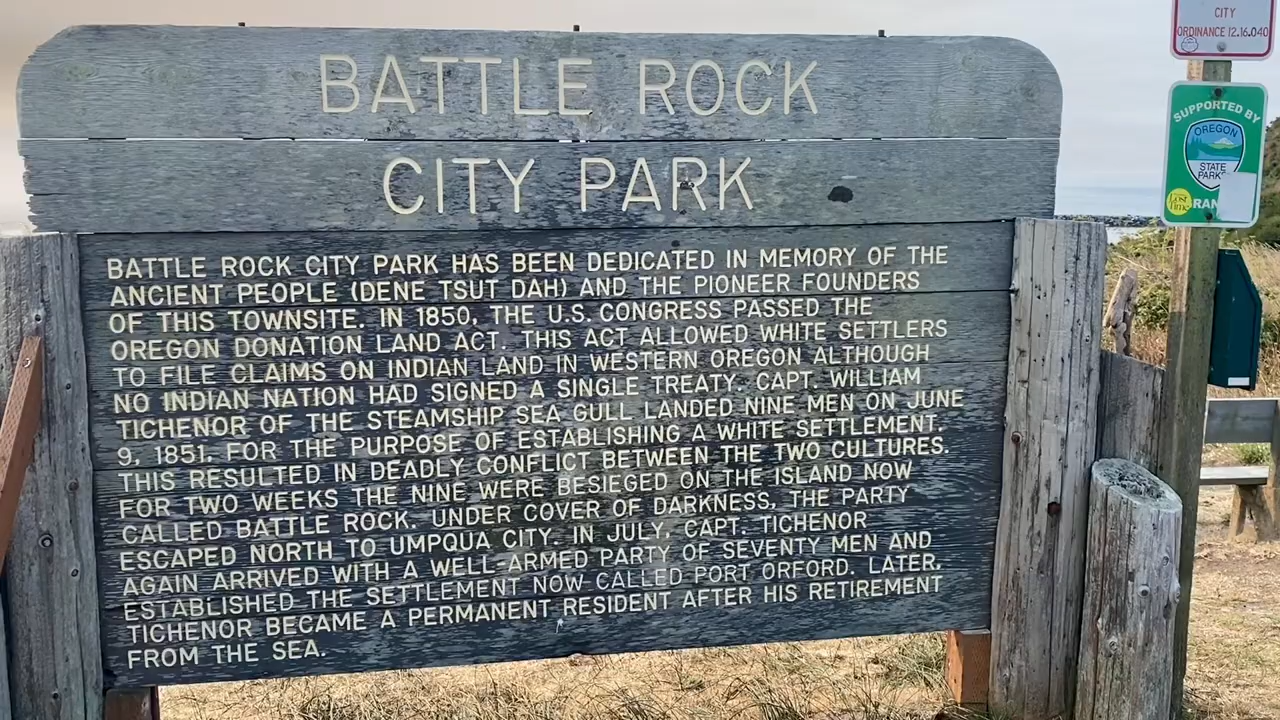 BATTLE ROCK
CITY PARK
BATTLE ROCK CITY PARK HAS BEEN DEDICATED IN MEMORY OF THE
ANCIENT PEOPLE (DENE TSUT DAH) AND THE PIONEER FOUNDERS
OF THIS TOWNSITE. IN 1850, THE U.S. CONGRESS PASSED THE
OREGON DONATION LAND ACT. THIS ACT ALLOWED WHITE SETTLERS
TO FILE CLAIMS ON INDIAN LAND IN WESTERN OREGON ALTHOUGH
NO INDIAN NATION HAD SIGNED A SINGLE TREATY. CAPT. WILLIAM
TICHENOR OF THE STEAMSHIP SEA GULL LANDED NINE MEN ON JUNE
9, 1851, FOR THE PURPOSE OF ESTABLISHING A WHITE SETTLEMENT.
THIS RESULTED IN DEADLY CONFLICT BETWEEN THE TWO CULTURES.
FOR TWO WEEKS THE NINE WERE BESIEGED ON THE ISLAND NOW
CALLED BATTLE ROCK. UNDER COVER OF DARKNESS, THE PARTY
ESCAPED NORTH TO UMPQUA CITY. IN JULY, CAPT. TICHENOR
AGAIN ARRIVED WITH A WELL-ARMED PARTY OF SEVENTY MEN AND
ESTABLISHED THE SETTLEMENT NOW CALLED PORT ORFORD. LATER,
TICHENOR BECAME A PERMANENT RESIDENT AFTER HIS RETIREMENT
FROM THE SEA.
CITY
ORDINANCE 12.16.040
SUPPORTED BY
OREGON
STATE
PARKS
Lost
Time
RAN